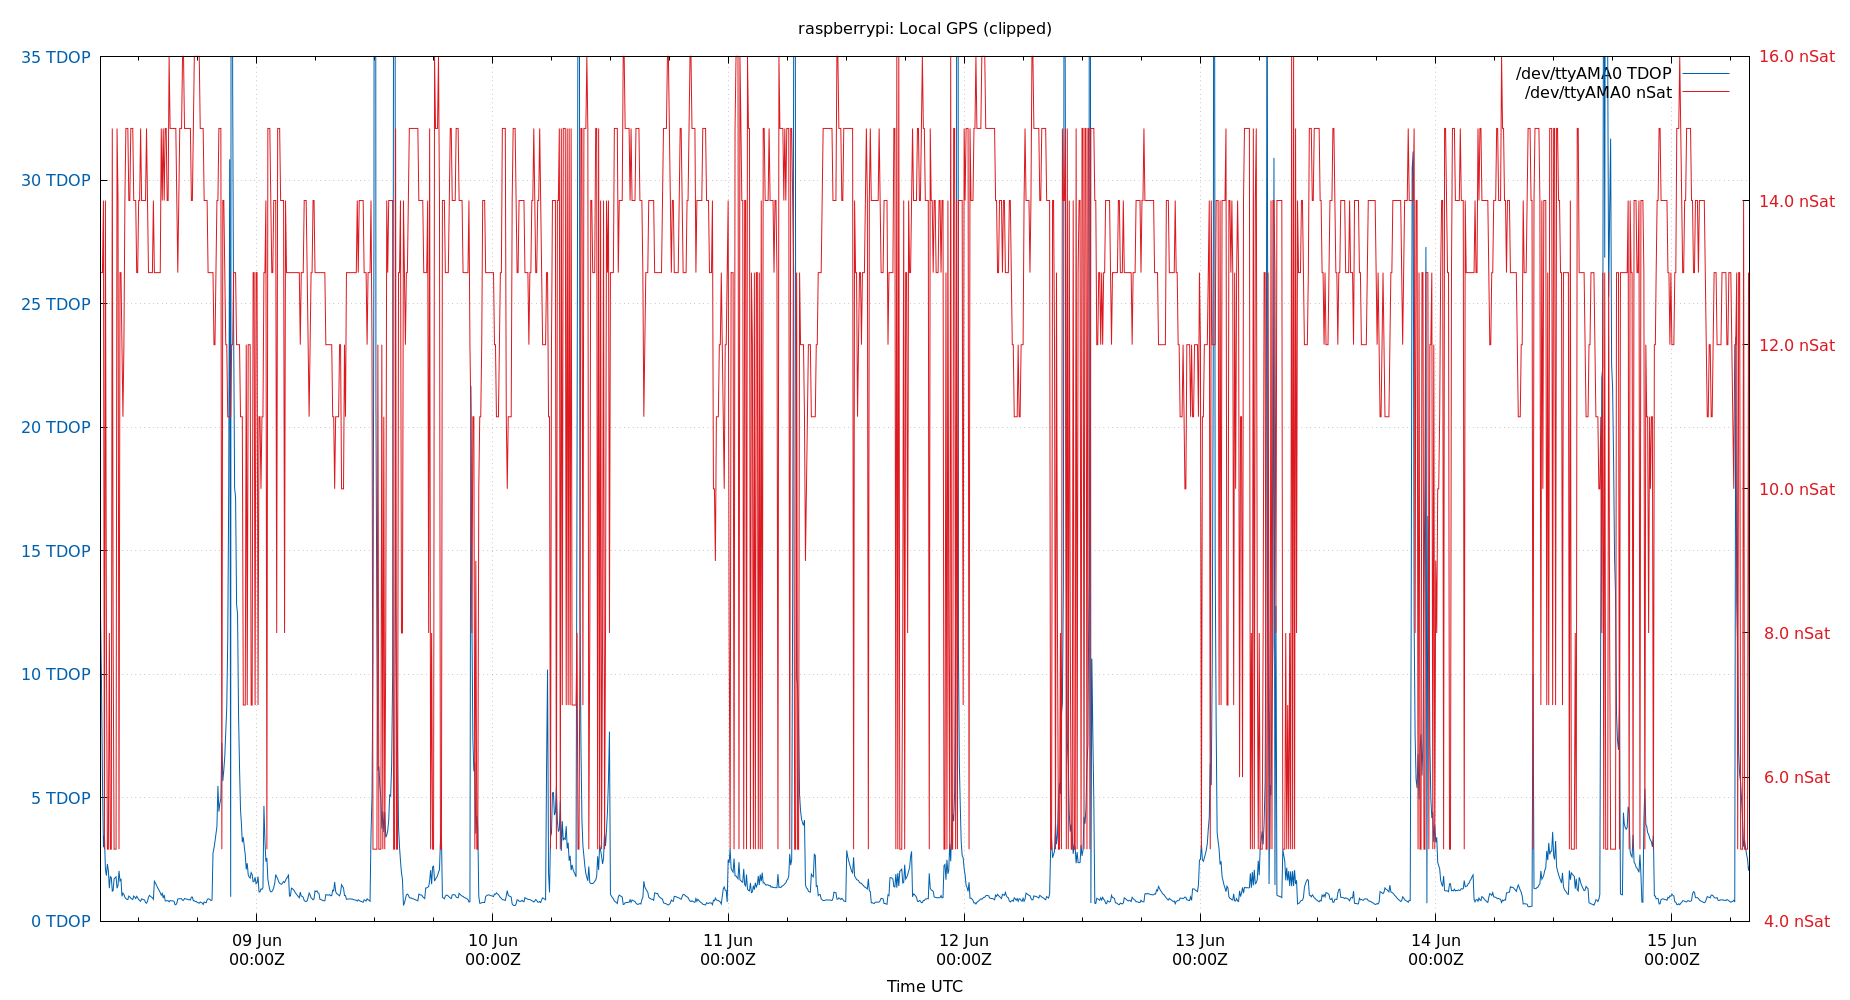 raspberrypi: Local GPS (clipped)
35 TDOP
30 TDOP
25 TDOP
20 TDOP
15 TDOP
10 TDOP
5 TDOP
0 TDOP
16.0 nSat
14.0 nSat
12.0 nSat
10.0 nSat
8.0 nSat
6.0 nSat
4.0 nSat
/dev/ttyAMA0 TDOP
/dev/ttyAMA0 nSat
09 Jun 10 Jun 11 Jun 12 Jun 13 Jun 14 Jun 15 Jun
00:00Z 00:00Z 00:00Z 00:00Z 00:00Z 00:00Z 00:00Z
Time UTC